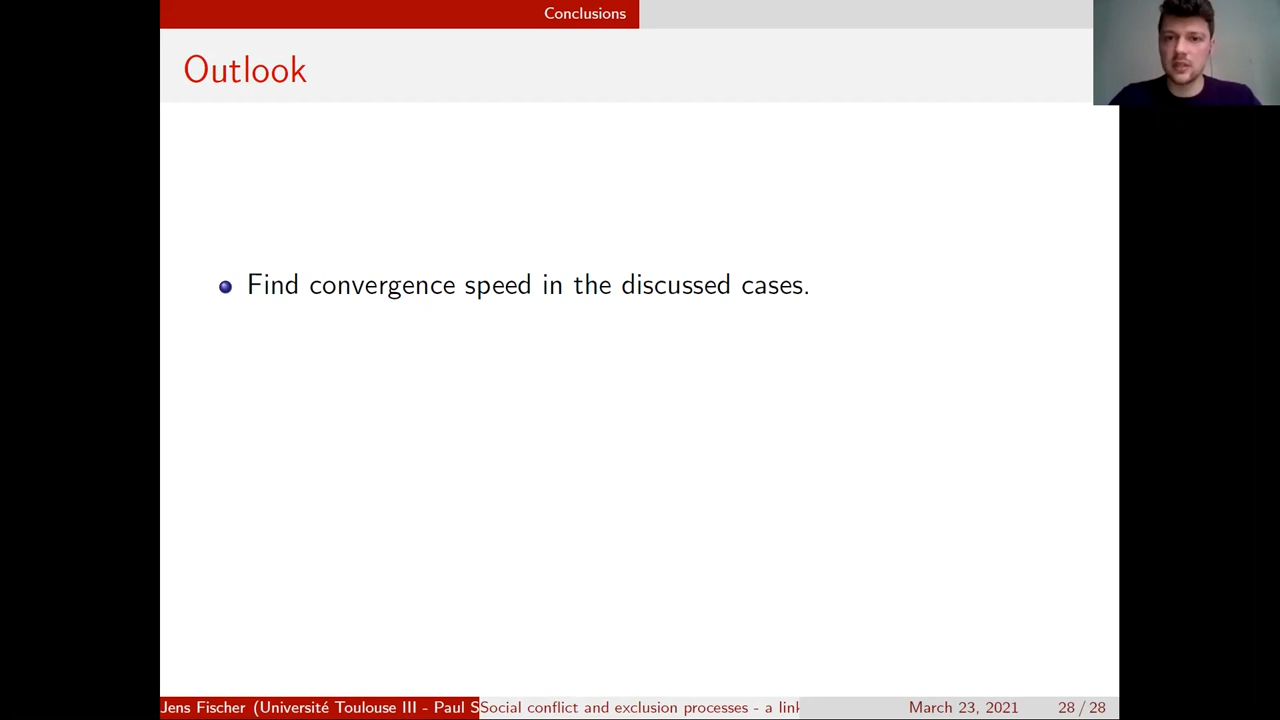 Conclusions
Outlook
Find convergence speed in the discussed cases.
Jens Fischer (Université Toulouse III - Paul S
Social conflict and exclusion processes - a link
March 23, 2021
28 / 28